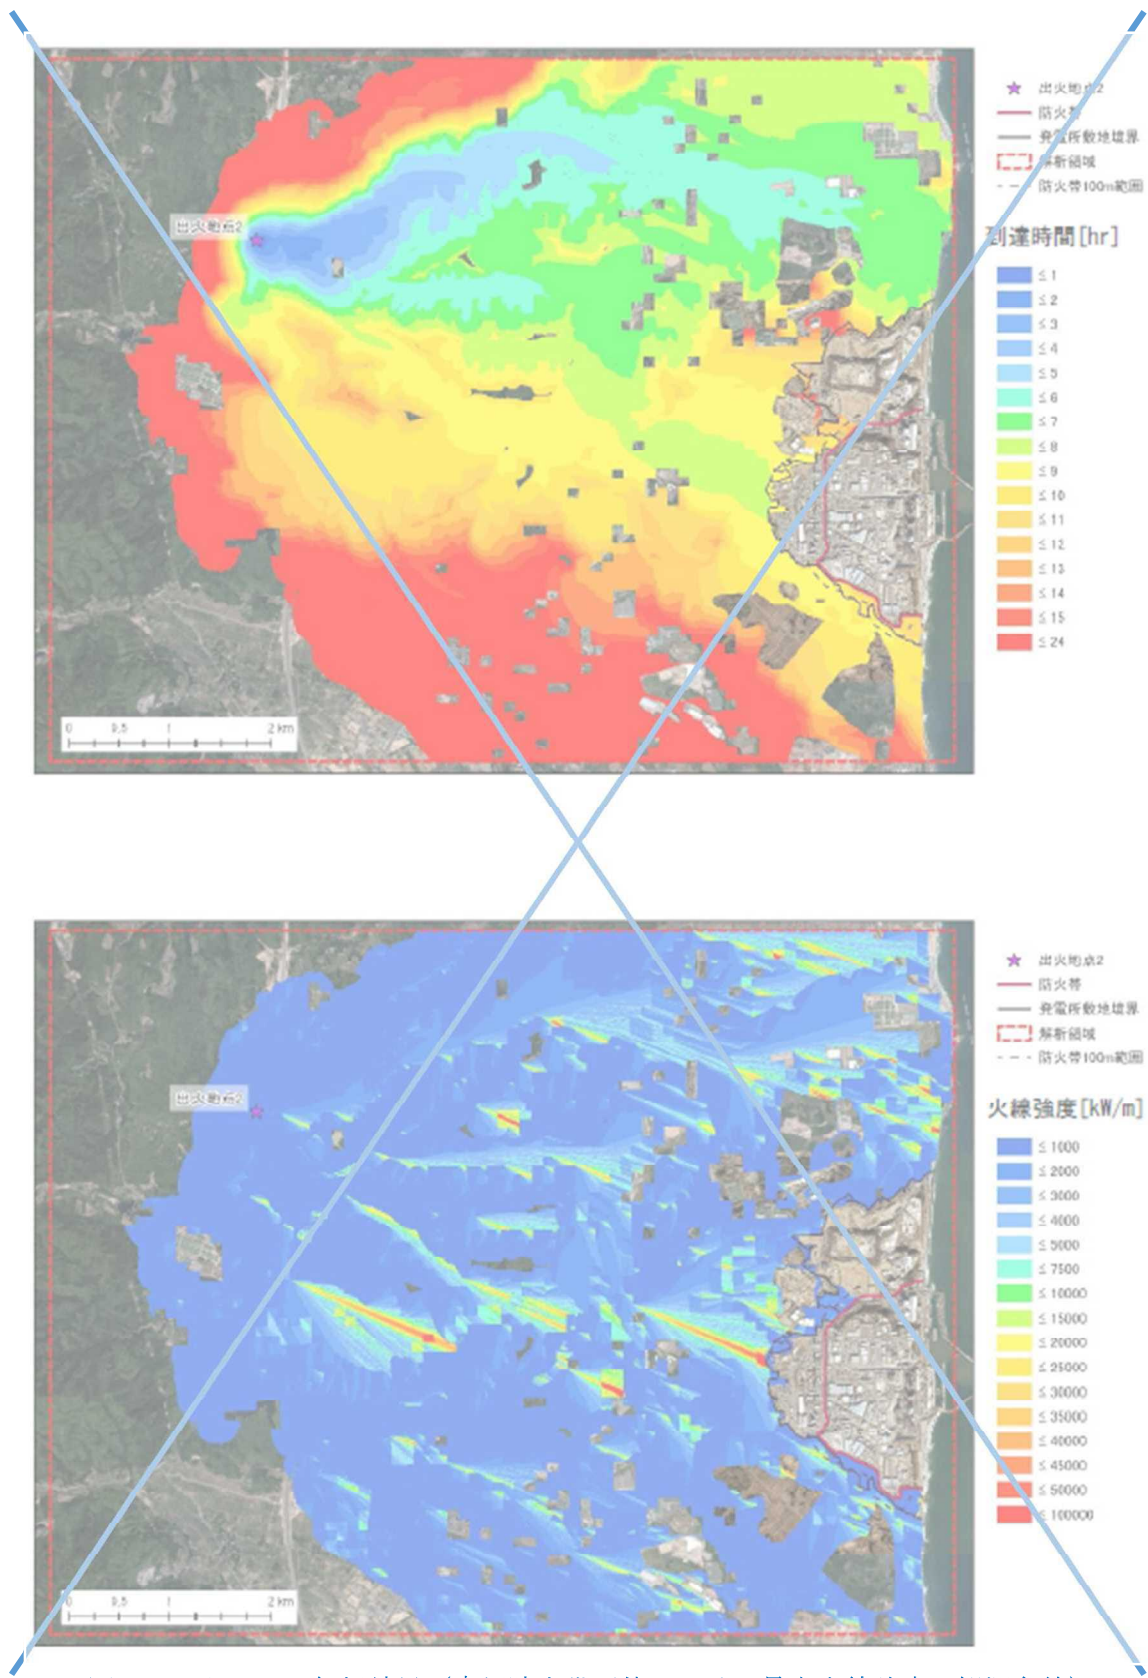 出火地点2
防火帯
発電所敷地境界
解析領域
防火帯100m範囲
出火地点2
到達時間[hr]
≤1
≤2
≤3
≤4
≤5
≤6
≤7
≤8
≤9
≤10
≤11
≤12
≤13
≤14
≤15
≤24
0 0.5 1 2 km
出火地点2
防火帯
発電所敷地境界
解析領域
防火帯100m範囲
出火地点2
火線強度[kW/m]
≤1000
≤2000
≤3000
≤4000
≤5000
≤7500
≤10000
≤15000
≤20000
≤25000
≤30000
≤35000
≤40000
≤45000
≤50000
≤100000
0 0.5 1 2 km